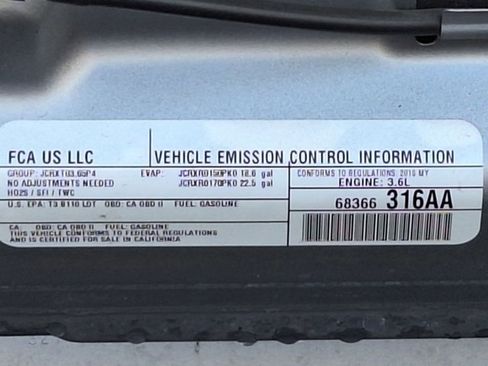 FCA US LLC
VEHICLE EMISSION CONTROL INFORMATION
GROUP: JCRXT03.65P4
EVAP: JCRXR0150PK0 18.6 gal
CONFORMS TO REGULATIONS: 2018 MY
NO ADJUSTMENTS NEEDED
JCRXR0170PK0 22.5 gal
ENGINE: 3.6L
HO2S / SFI / TWC
U.S. EPA: T3 B110 LDT OBD: CA OBD II FUEL: GASOLINE
68366 316AA
CA: OBD: CA OBD II FUEL: GASOLINE
THIS VEHICLE CONFORMS TO FEDERAL REGULATIONS
AND IS CERTIFIED FOR SALE IN CALIFORNIA